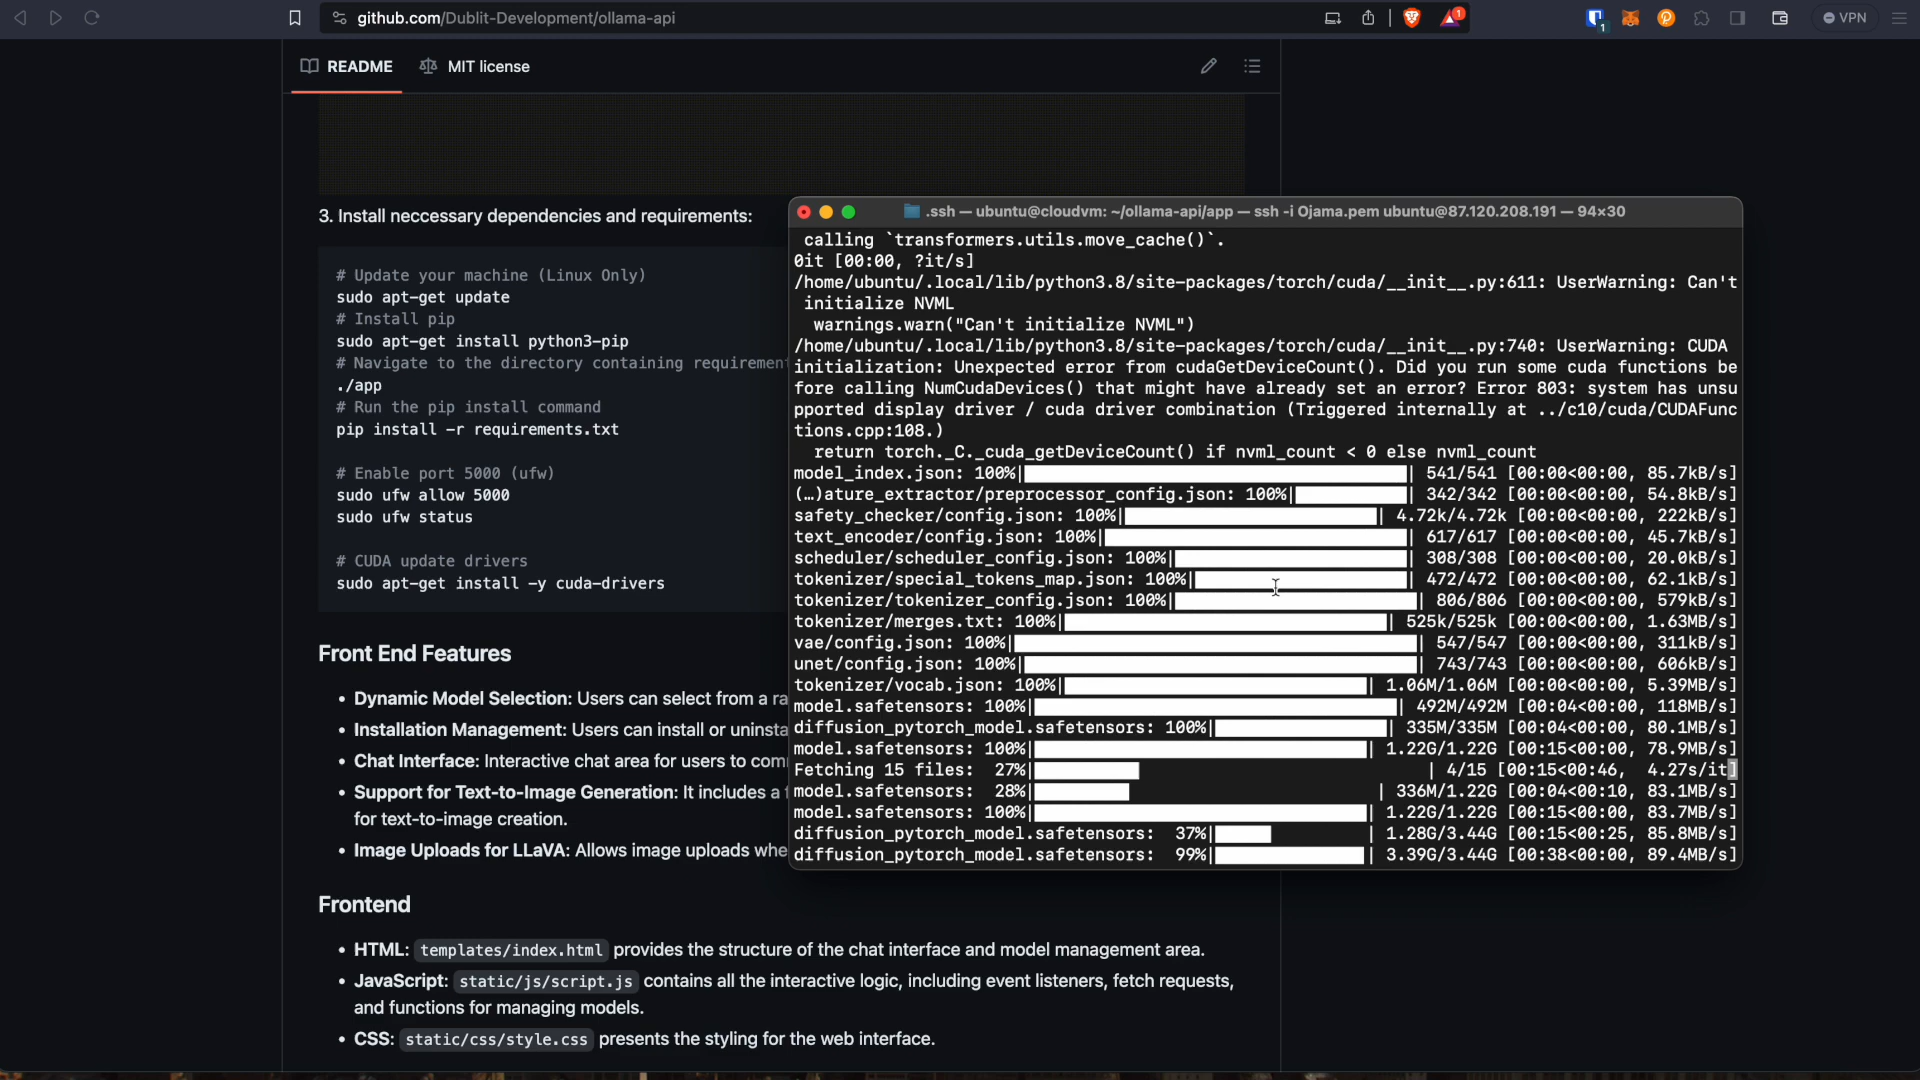 github.com/Dublit-Development/ollama-api
1
1
VPN
README
MIT license
3. Install neccessary dependencies and requirements:
# Update your machine (Linux Only)
sudo apt-get update
# Install pip
sudo apt-get install python3-pip
# Navigate to the directory containing requirement
./app
# Run the pip install command
pip install -r requirements.txt
# Enable port 5000 (ufw)
sudo ufw allow 5000
sudo ufw status
# CUDA update drivers
sudo apt-get install -y cuda-drivers
Front End Features
• Dynamic Model Selection: Users can select from a ra
• Installation Management: Users can install or uninsta
• Chat Interface: Interactive chat area for users to com
• Support for Text-to-Image Generation: It includes a f
for text-to-image creation.
• Image Uploads for LLaVA: Allows image uploads whe
Frontend
• HTML: templates/index.html provides the structure of the chat interface and model management area.
• JavaScript: static/js/script.js contains all the interactive logic, including event listeners, fetch requests,
and functions for managing models.
• CSS: static/css/style.css presents the styling for the web interface.
.ssh — ubuntu@cloudvm: ~/ollama-api/app — ssh -i Ojama.pem ubuntu@87.120.208.191 — 94×30
calling `transformers.utils.move_cache()`.
0it [00:00, ?it/s]
/home/ubuntu/.local/lib/python3.8/site-packages/torch/cuda/__init__.py:611: UserWarning: Can't
initialize NVML
warnings.warn("Can't initialize NVML")
/home/ubuntu/.local/lib/python3.8/site-packages/torch/cuda/__init__.py:740: UserWarning: CUDA
initialization: Unexpected error from cudaGetDeviceCount(). Did you run some cuda functions be
fore calling NumCudaDevices() that might have already set an error? Error 803: system has unsu
pported display driver / cuda driver combination (Triggered internally at ../c10/cuda/CUDAFunc
tions.cpp:108.)
return torch._C._cuda_getDeviceCount() if nvml_count < 0 else nvml_count
model_index.json: 100%| | 541/541 [00:00<00:00, 85.7kB/s]
(…)ature_extractor/preprocessor_config.json: 100%| | 342/342 [00:00<00:00, 54.8kB/s]
safety_checker/config.json: 100%| | 4.72k/4.72k [00:00<00:00, 222kB/s]
text_encoder/config.json: 100%| | 617/617 [00:00<00:00, 45.7kB/s]
scheduler/scheduler_config.json: 100%| | 308/308 [00:00<00:00, 20.0kB/s]
tokenizer/special_tokens_map.json: 100%| | 472/472 [00:00<00:00, 62.1kB/s]
tokenizer/tokenizer_config.json: 100%| | 806/806 [00:00<00:00, 579kB/s]
tokenizer/merges.txt: 100%| | 525k/525k [00:00<00:00, 1.63MB/s]
vae/config.json: 100%| | 547/547 [00:00<00:00, 311kB/s]
unet/config.json: 100%| | 743/743 [00:00<00:00, 606kB/s]
tokenizer/vocab.json: 100%| | 1.06M/1.06M [00:00<00:00, 5.39MB/s]
model.safetensors: 100%| | 492M/492M [00:04<00:00, 118MB/s]
diffusion_pytorch_model.safetensors: 100%| | 335M/335M [00:04<00:00, 80.1MB/s]
model.safetensors: 100%| | 1.22G/1.22G [00:15<00:00, 78.9MB/s]
Fetching 15 files: 27%| | 4/15 [00:15<00:46, 4.27s/it]
model.safetensors: 28%| | 336M/1.22G [00:04<00:10, 83.1MB/s]
model.safetensors: 100%| | 1.22G/1.22G [00:15<00:00, 83.7MB/s]
diffusion_pytorch_model.safetensors: 37%| | 1.28G/3.44G [00:15<00:25, 85.8MB/s]
diffusion_pytorch_model.safetensors: 99%| | 3.39G/3.44G [00:38<00:00, 89.4MB/s]